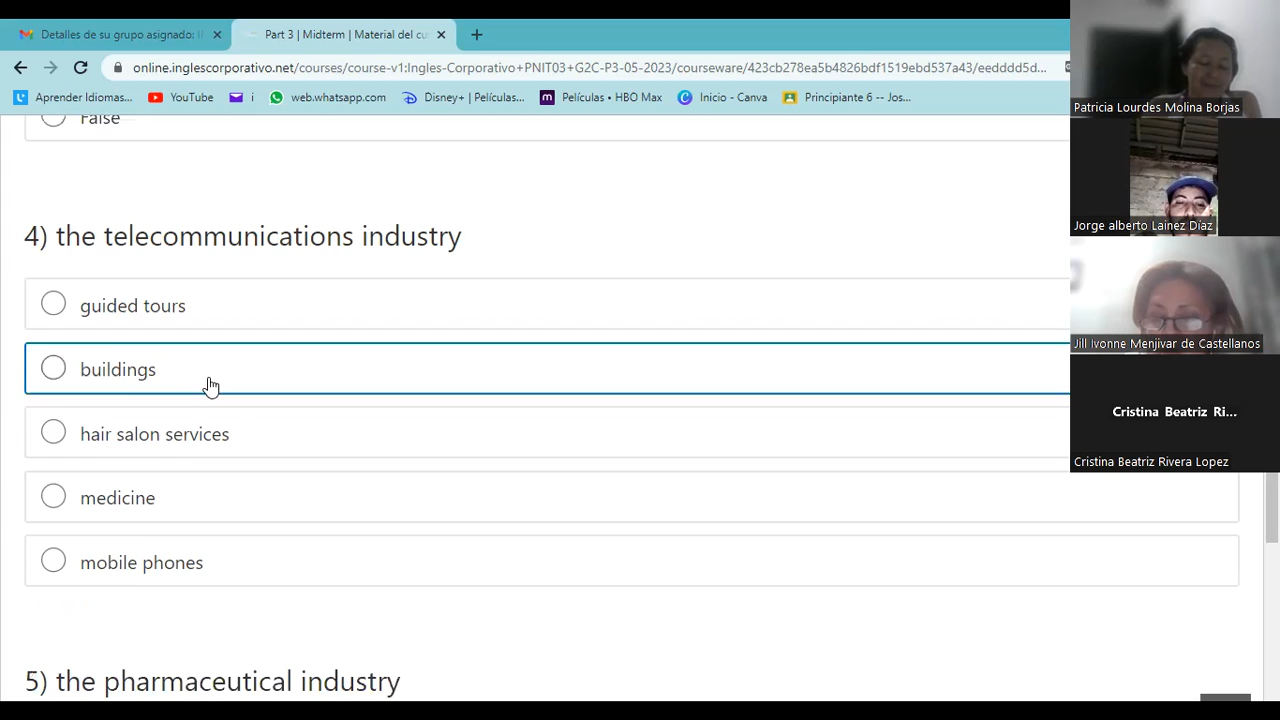 Detalles de su grupo asignado:
Part 3 | Midterm | Material del cu
online.inglescorporativo.net/courses/course-v1:Ingles-Corporativo+PNIT03+G2C-P3-05-2023/courseware/423cb278ea5b4826bdf1519ebd537a43/eedddd5d...
Aprender Idiomas...
YouTube
i
web.whatsapp.com
Disney+ | Películas...
Películas • HBO Max
Inicio - Canva
Principiante 6 -- Jos...
False
4) the telecommunications industry
guided tours
buildings
hair salon services
medicine
mobile phones
5) the pharmaceutical industry
Patricia Lourdes Molina Borjas
Jorge alberto Lainez Díaz
Jill Ivonne Menjivar de Castellanos
Cristina Beatriz Ri...
Cristina Beatriz Rivera Lopez